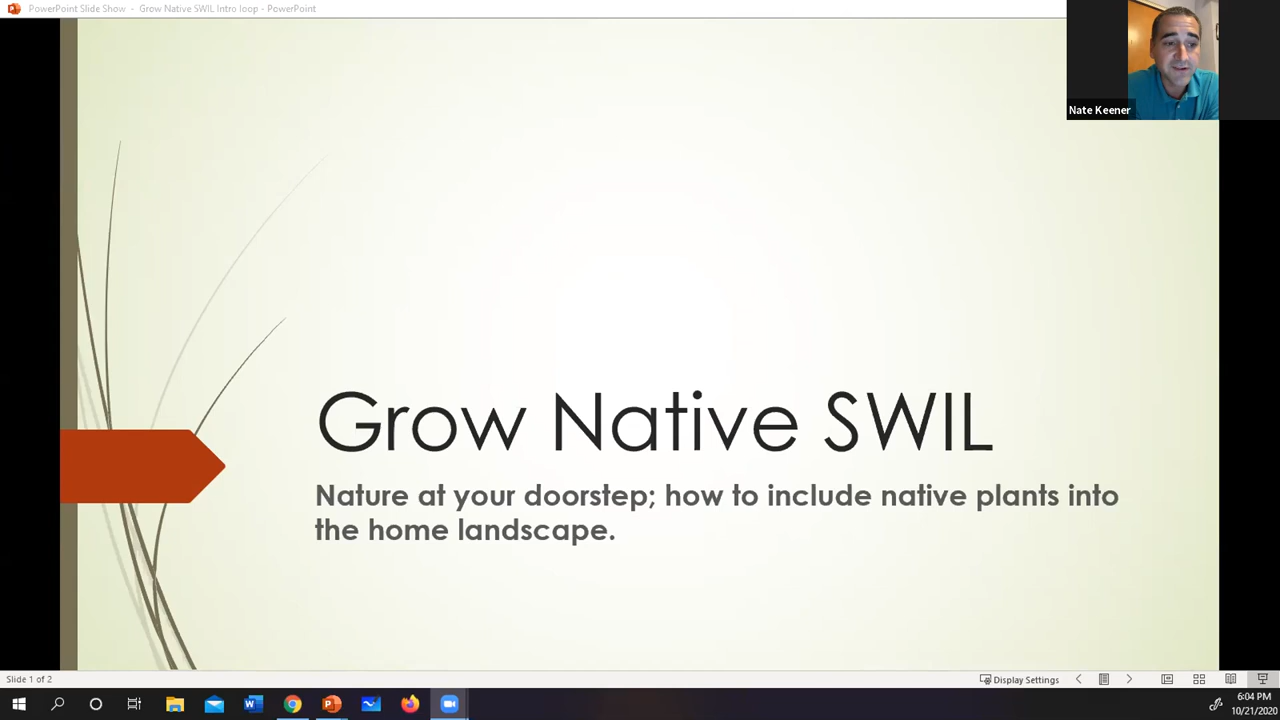 PowerPoint Slide Show - Grow Native SWIL Intro loop - PowerPoint
Nate Keener
Grow Native SWIL
Nature at your doorstep; how to include native plants into
the home landscape.
Slide 1 of 2
Display Settings
6:04 PM
10/21/2020